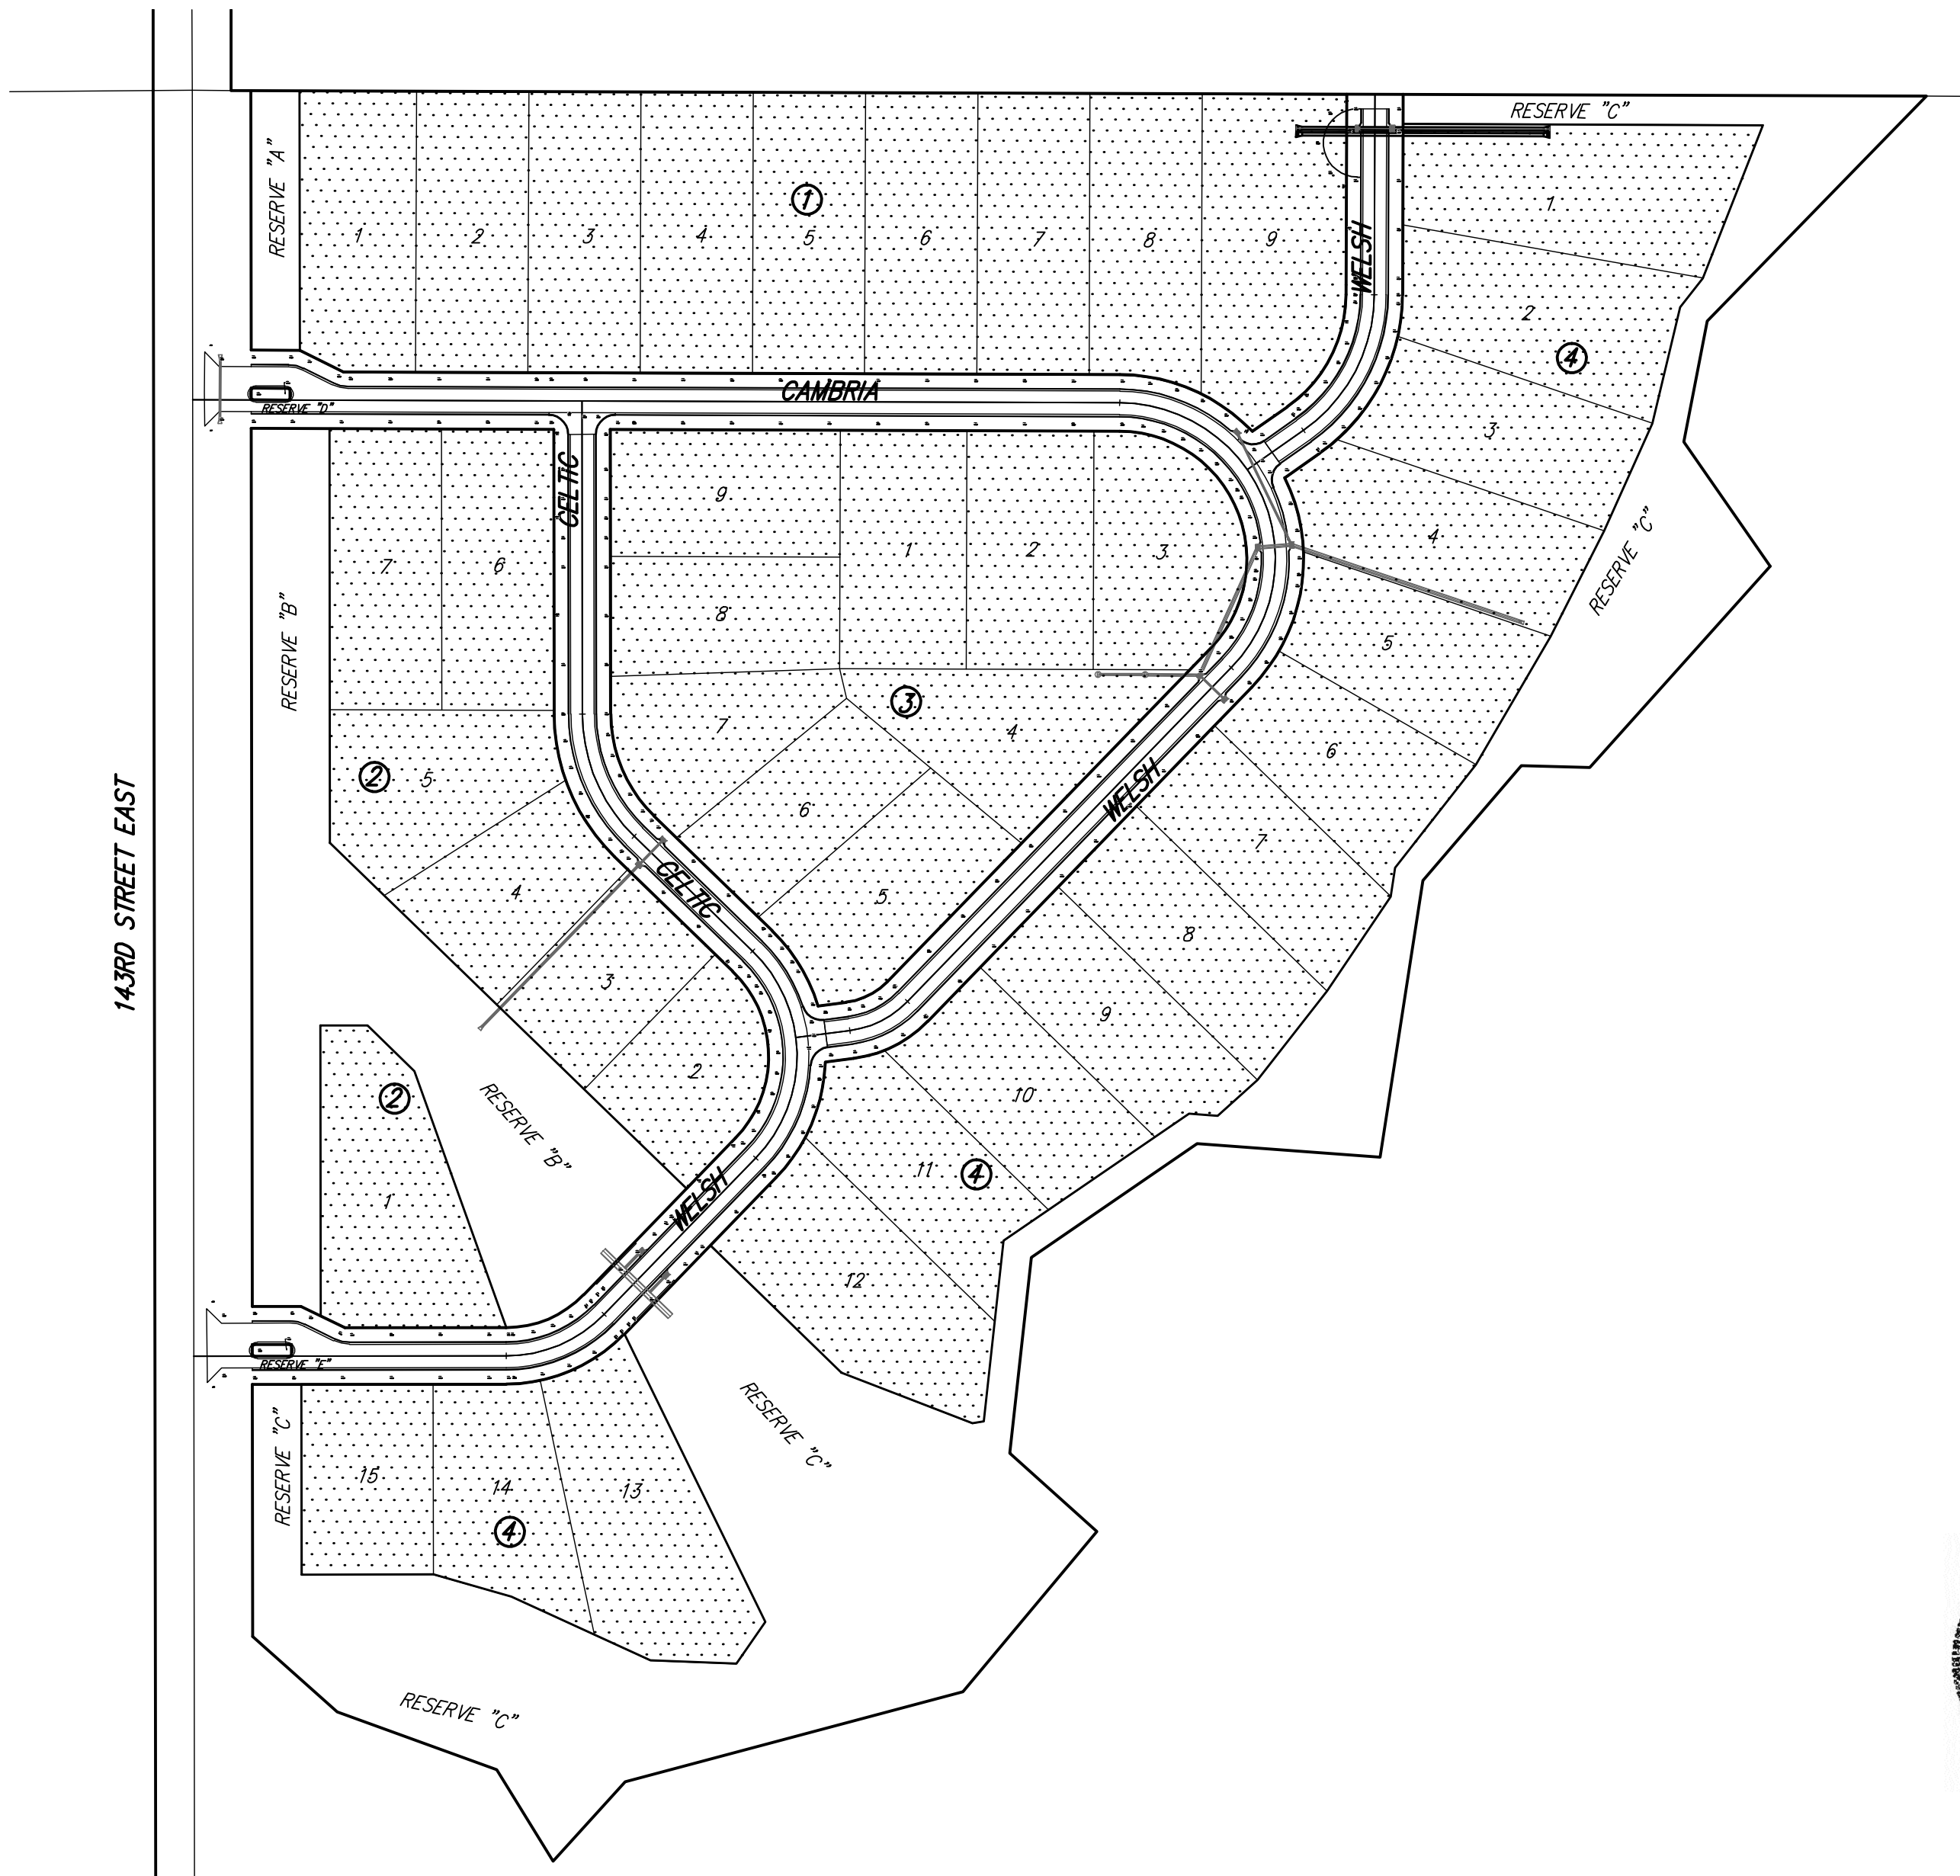 RESERVE "C"
RESERVE "A"
1
1 2 3 4 5 6 7 8 9
WELSH
1
2
4
3
4
5
6
7
8
9
10
11
4
12
RESERVE "C"
CAMBRIA
RESERVE "D"
CELTIC
9
1 2 3
8
3
7
4
6
5
WELSH
RESERVE "B"
7 6
2
5
4
3
2
CELTIC
143RD STREET EAST
2
1
RESERVE "B"
WELSH
RESERVE "E"
RESERVE "C"
15 14 13
4
RESERVE "C"
RESERVE "C"